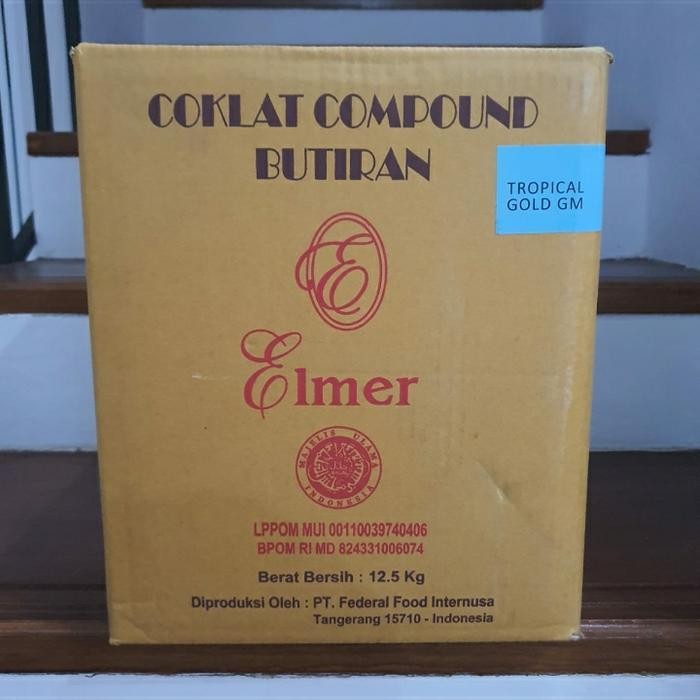 COKLAT COMPOUND
BUTIRAN
TROPICAL
GOLD GM
E
Elmer
MAJELIS ULAMA
INDONESIA
LPPOM MUI 00110039740406
BPOM RI MD 824331006074
Berat Bersih : 12.5 Kg
Diproduksi Oleh : PT. Federal Food Internusa
Tangerang 15710 - Indonesia